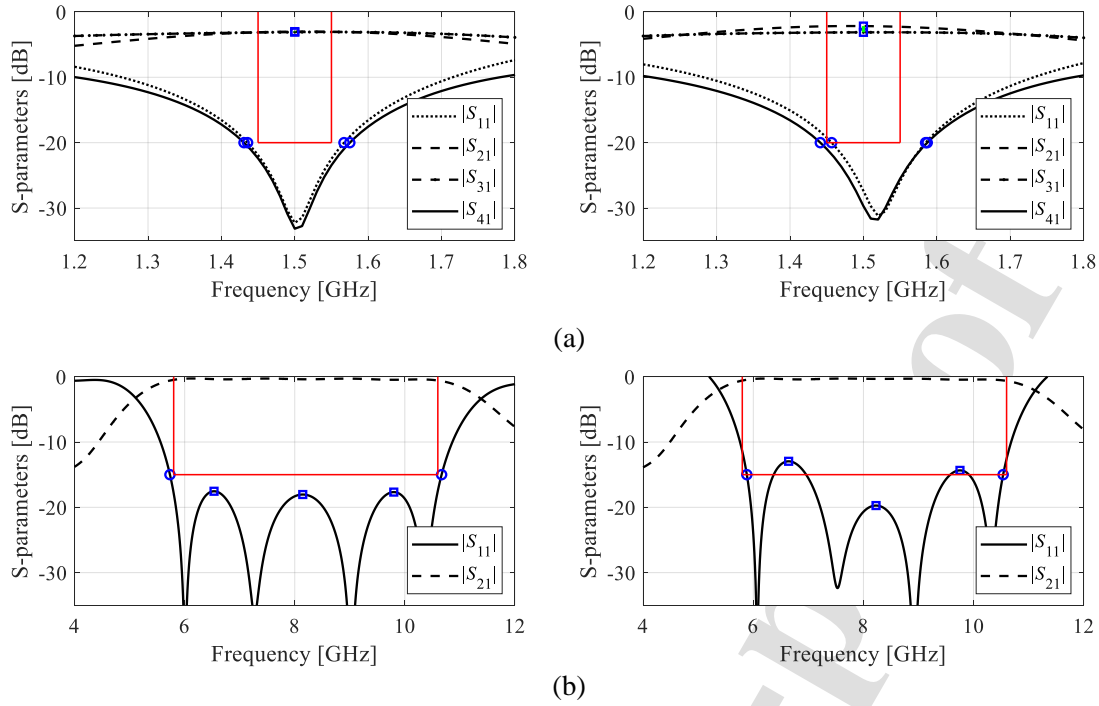 0
-10
-20
-30
S-parameters [dB]
|S11|
|S21|
|S31|
|S41|
1.2 1.3 1.4 1.5 1.6 1.7 1.8
Frequency [GHz]
0
-10
-20
-30
S-parameters [dB]
|S11|
|S21|
|S31|
|S41|
1.2 1.3 1.4 1.5 1.6 1.7 1.8
Frequency [GHz]
(a)
0
-10
-20
-30
S-parameters [dB]
|S11|
|S21|
4 6 8 10 12
Frequency [GHz]
0
-10
-20
-30
S-parameters [dB]
|S11|
|S21|
4 6 8 10 12
Frequency [GHz]
(b)